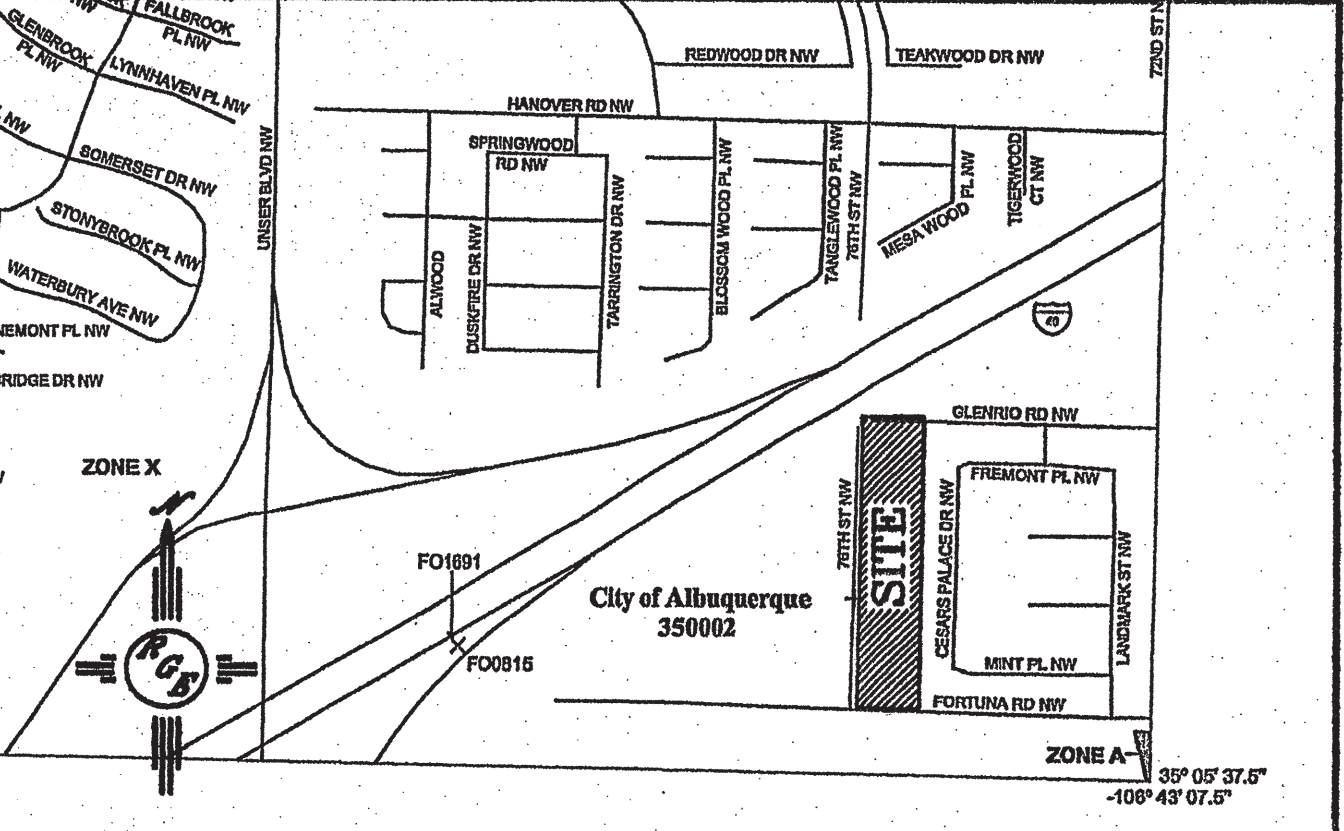 NW
FALLBROOK
PL NW
GLENBROOK
PL NW
LYNNHAVEN PL NW
NW
SOMERSET DR NW
STONYBROOK PL NW
WATERBURY AVE NW
NEMONT PL NW
RIDGE DR NW
UNSER BLVD NW
REDWOOD DR NW
TEAKWOOD DR NW
72ND ST N
HANOVER RD NW
SPRINGWOOD
RD NW
ALWOOD
DUSKFIRE DR NW
TARRINGTON DR NW
BLOSSOM WOOD PL NW
TANGLEWOOD PL NW
76TH ST NW
MESA WOOD
PL NW
TIGERWOOD
CT NW
40
GLENRIO RD NW
FREMONT PL NW
76TH ST NW
SITE
CESARS PALACE DR NW
LANDMARK ST NW
MINT PL NW
FORTUNA RD NW
ZONE X
N
RGE
FO1691
FO0815
City of Albuquerque
350002
ZONE A
35° 05' 37.5"
-106° 43' 07.5"